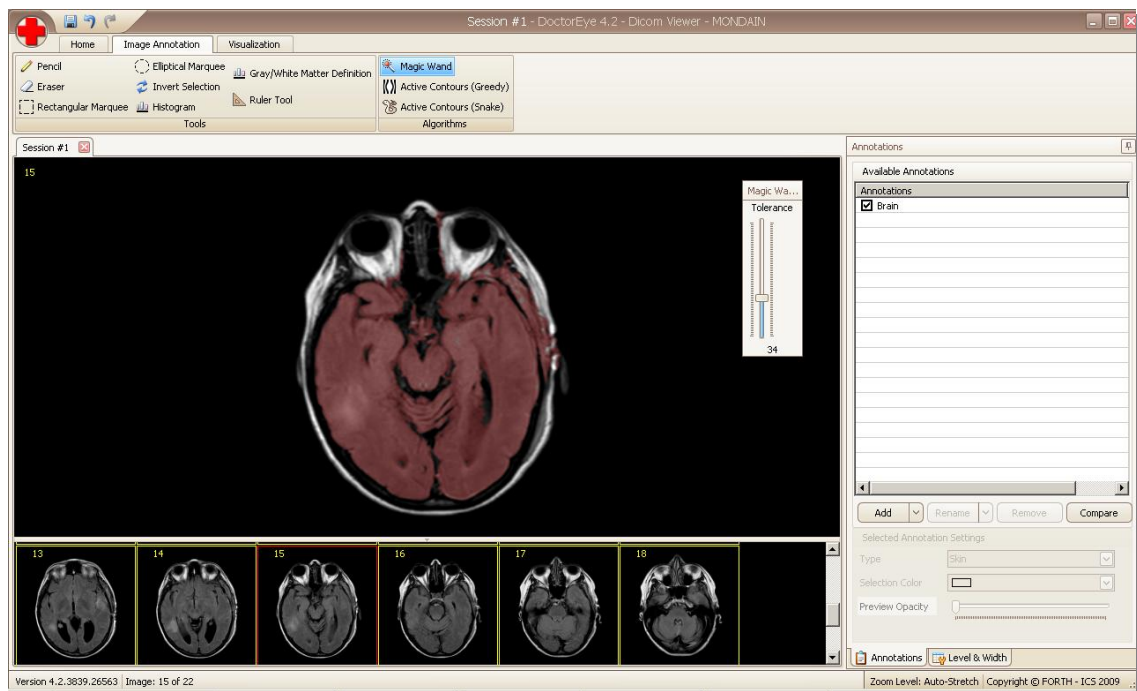 Session #1 - DoctorEye 4.2 - Dicom Viewer - MONDAIN
Home Image Annotation Visualization
Pencil Elliptical Marquee Gray/White Matter Definition Magic Wand
Eraser Invert Selection Ruler Tool Active Contours (Greedy)
Rectangular Marquee Histogram Active Contours (Snake)
Tools Algorithms
Session #1
15
Magic Wa...
Tolerance
34
13 14 15 16 17 18
Annotations
Available Annotations
Annotations
Brain
Add Rename Remove Compare
Selected Annotation Settings
Type Skin
Selection Color
Preview Opacity
Annotations Level & Width
Version 4.2.3839.26563 Image: 15 of 22 Zoom Level: Auto-Stretch Copyright © FORTH - ICS 2009